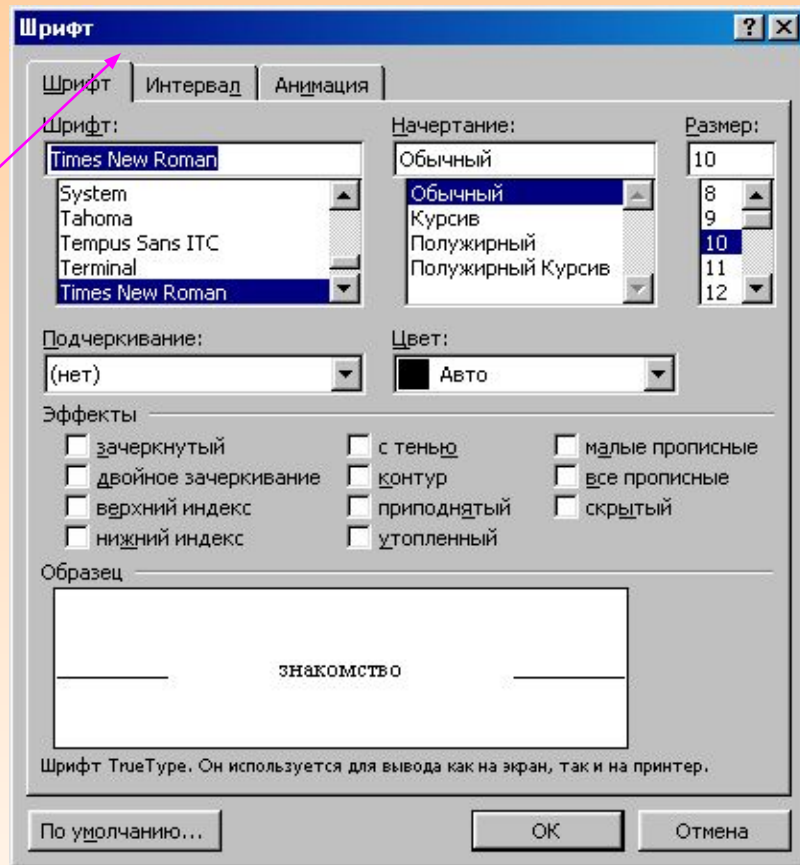 Шрифт
Шрифт Интервал Анимация
Шрифт: Начертание: Размер:
Times New Roman Обычный 10
System Обычный 8
Tahoma Курсив 9
Tempus Sans ITC Полужирный 10
Terminal Полужирный Курсив 11
Times New Roman 12
Подчеркивание: Цвет:
(нет) Авто
Эффекты
зачеркнутый с тенью малые прописные
двойное зачеркивание контур все прописные
верхний индекс приподнятый скрытый
нижний индекс утопленный
Образец
знакомство
Шрифт TrueType. Он используется для вывода как на экран, так и на принтер.
По умолчанию... ОК Отмена